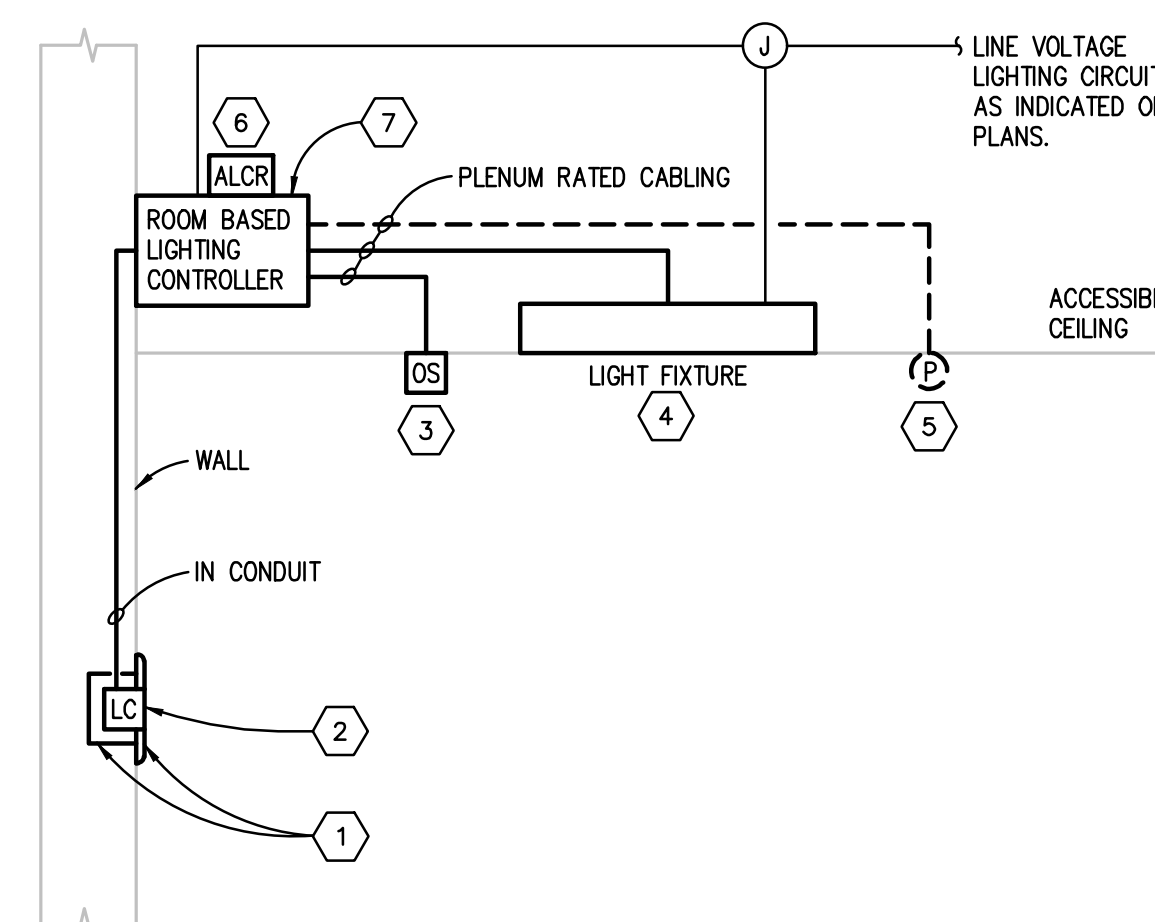 J
LINE VOLTAGE
LIGHTING CIRCUIT
AS INDICATED
PLANS.
6
7
ALCR
PLENUM RATED CABLING
ROOM BASED
LIGHTING
CONTROLLER
ACCESSIB
CEILING
OS
LIGHT FIXTURE
P
3
4
5
WALL
IN CONDUIT
LC
2
1